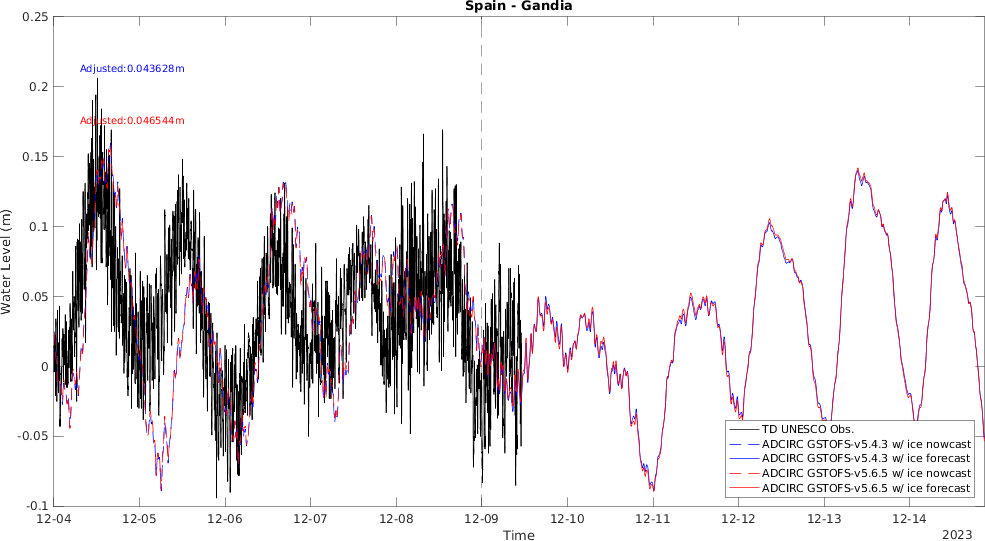 Spain - Gandia
0.25
0.2
0.15
0.1
0.05
0
-0.05
-0.1
Water Level (m)
Adjusted:0.043628m
Adjusted:0.046544m
TD UNESCO Obs.
ADCIRC GSTOFS-v5.4.3 w/ ice nowcast
ADCIRC GSTOFS-v5.4.3 w/ ice forecast
ADCIRC GSTOFS-v5.6.5 w/ ice nowcast
ADCIRC GSTOFS-v5.6.5 w/ ice forecast
12-04 12-05 12-06 12-07 12-08 12-09 12-10 12-11 12-12 12-13 12-14
Time
2023